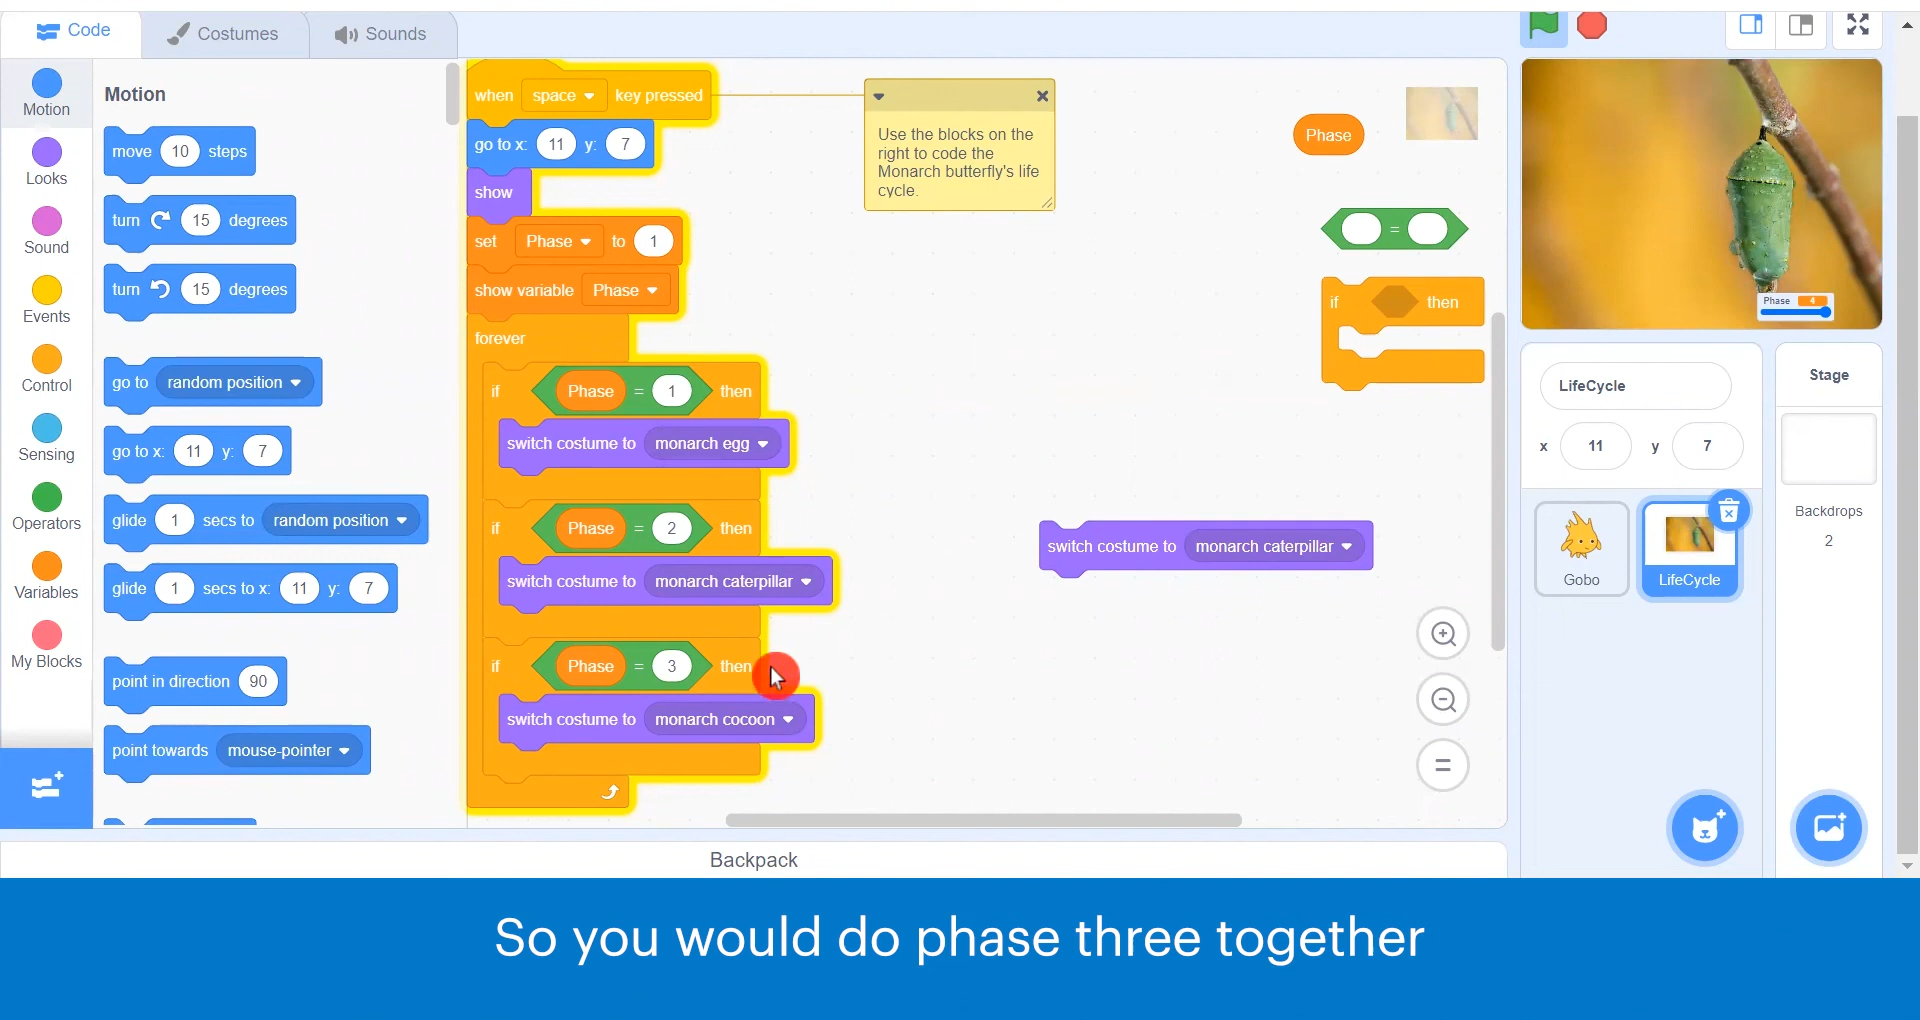 Code
Costumes
Sounds
Motion
Looks
Sound
Events
Control
Sensing
Operators
Variables
My Blocks
Motion
move 10 steps
turn 15 degrees
turn 15 degrees
go to random position
go to x: 11 y: 7
glide 1 secs to random position
glide 1 secs to x: 11 y: 7
point in direction 90
point towards mouse-pointer
when space key pressed
go to x: 11 y: 7
show
set Phase to 1
show variable Phase
forever
if Phase = 1 then
switch costume to monarch egg
if Phase = 2 then
switch costume to monarch caterpillar
if Phase = 3 then
switch costume to monarch cocoon
Use the blocks on the
right to code the
Monarch butterfly's life
cycle.
Phase
=
if then
switch costume to monarch caterpillar
Phase 4
LifeCycle
x 11 y 7
Gobo
LifeCycle
Stage
Backdrops
2
Backpack
So you would do phase three together